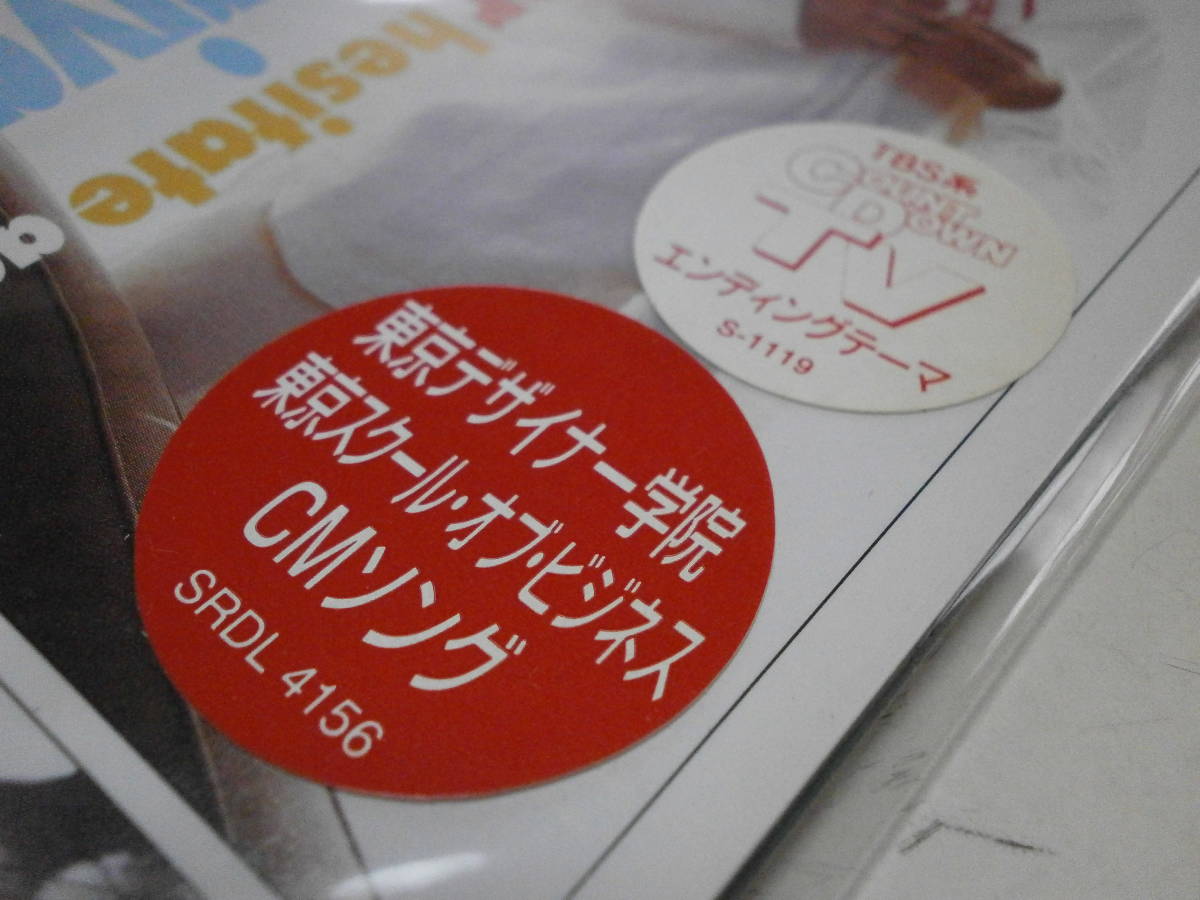 hesitate
TBS系
COUNT DOWN
TV
エンディングテーマ
S-1119
東京デザイナー学院
東京スクール・オブ・ビジネス
CMソング
SRDL 4156